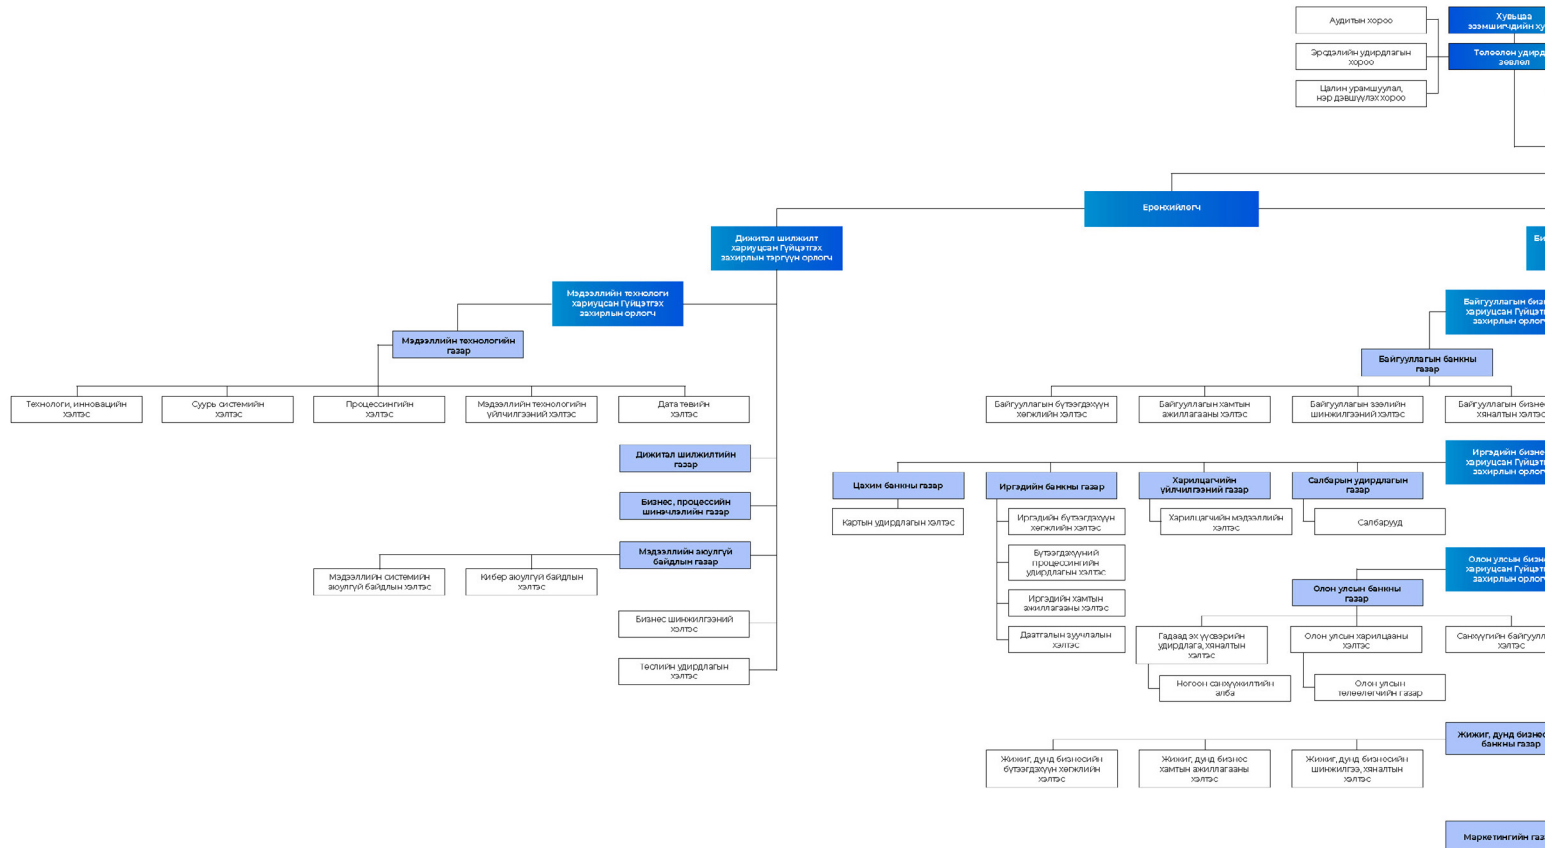 Аудитын хороо
Хувьцаа
эзэмшигчдийн ху
Эрсдэлийн удирдлагын
хороо
Төлөөлөн удирд
зөвлөл
Цалин урамшуулал,
нэр дэвшүүлэх хороо
Ерөнхийлөгч
Дижитал шилжилт
хариуцсан Гүйцэтгэх
захирлын тэргүүн орлогч
Би
Мэдээллийн технологи
хариуцсан Гүйцэтгэх
захирлын орлогч
Байгууллагын биз
хариуцсан Гүйцэтг
захирлын орлогч
Мэдээллийн технологийн
газар
Байгууллагын банкны
газар
Технологи, инновацийн
хэлтэс
Суурь системийн
хэлтэс
Процессингийн
хэлтэс
Мэдээллийн технологийн
үйлчилгээний хэлтэс
Дата төвийн
хэлтэс
Байгууллагын бүтээгдэхүүн
хөгжлийн хэлтэс
Байгууллагын хамтын
ажиллагааны хэлтэс
Байгууллагын зээлийн
шинжилгээний хэлтэс
Байгууллагын бизнес
хяналтын хэлтэс
Дижитал шилжилтийн
газар
Иргэдийн бизне
хариуцсан Гүйцэтг
захирлын орлогч
Бизнес, процессийн
шинэчлэлийн газар
Цахим банкны газар
Иргэдийн банкны газар
Харилцагчийн
үйлчилгээний газар
Салбарын удирдлагын
газар
Картын удирдлагын хэлтэс
Иргэдийн бүтээгдэхүүн
хөгжлийн хэлтэс
Харилцагчийн мэдээллийн
хэлтэс
Салбарууд
Мэдээллийн аюулгүй
байдлын газар
Бүтээгдэхүүний
процессингийн
удирдлагын хэлтэс
Олон улсын бизн
хариуцсан Гүйцэтг
захирлын орлогч
Мэдээллийн системийн
аюулгүй байдлын хэлтэс
Кибер аюулгүй байдлын
хэлтэс
Олон улсын банкны
газар
Иргэдийн хамтын
ажиллагааны хэлтэс
Бизнес шинжилгээний
хэлтэс
Даатгалын зуучлалын
хэлтэс
Гадаад эх үүсвэрийн
удирдлага, хяналтын
хэлтэс
Олон улсын харилцааны
хэлтэс
Санхүүгийн байгуулл
хэлтэс
Төслийн удирдлагын
хэлтэс
Ногоон санхүүжилтийн
алба
Олон улсын
төлөөлөгчийн газар
Жижиг, дунд бизнес
банкны газар
Жижиг, дунд бизнесийн
бүтээгдэхүүн хөгжлийн
хэлтэс
Жижиг, дунд бизнес
хамтын ажиллагааны
хэлтэс
Жижиг, дунд бизнесийн
шинжилгээ, хяналтын
хэлтэс
Маркетингийн газ